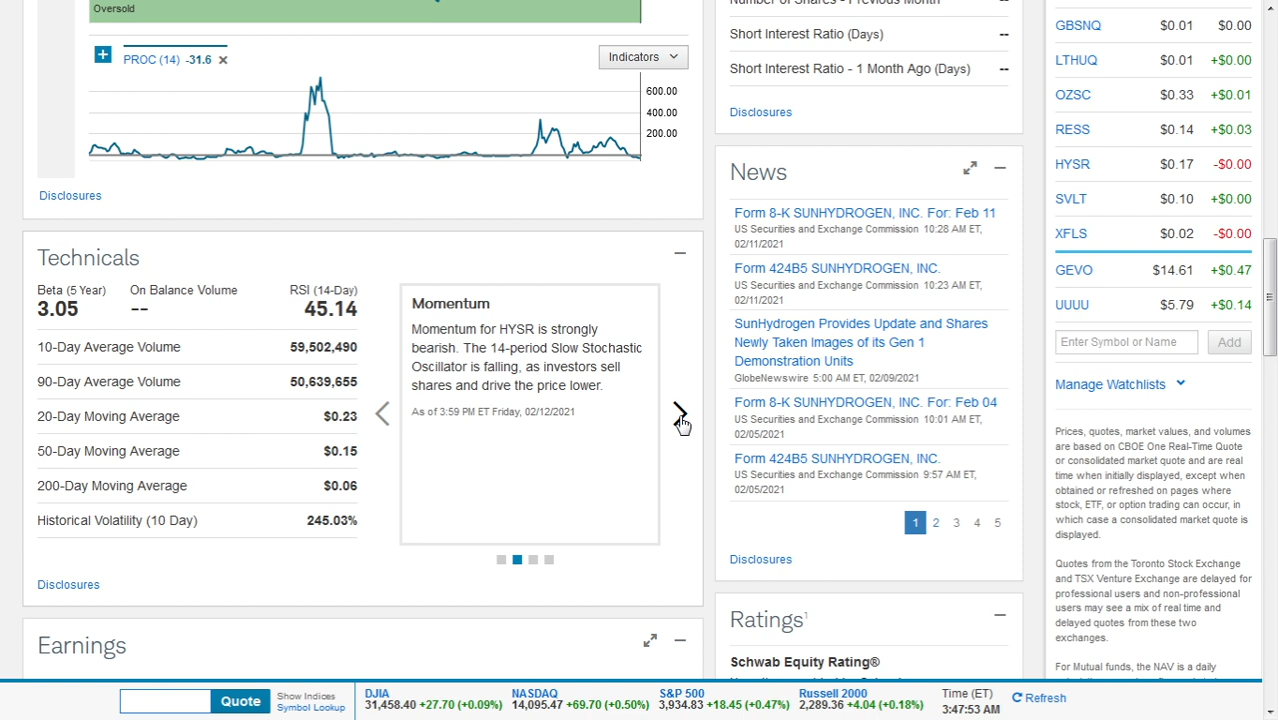 Oversold
PROC (14) -31.6
Indicators
600.00
400.00
200.00
Disclosures
Technicals
Beta (5 Year)
3.05
On Balance Volume
--
RSI (14-Day)
45.14
10-Day Average Volume 59,502,490
90-Day Average Volume 50,639,655
20-Day Moving Average $0.23
50-Day Moving Average $0.15
200-Day Moving Average $0.06
Historical Volatility (10 Day) 245.03%
Momentum
Momentum for HYSR is strongly
bearish. The 14-period Slow Stochastic
Oscillator is falling, as investors sell
shares and drive the price lower.
As of 3:59 PM ET Friday, 02/12/2021
Disclosures
Earnings
Number of Shares - Previous Month --
Short Interest Ratio (Days) --
Short Interest Ratio - 1 Month Ago (Days) --
Disclosures
News
Form 8-K SUNHYDROGEN, INC. For: Feb 11
US Securities and Exchange Commission 10:28 AM ET,
02/11/2021
Form 424B5 SUNHYDROGEN, INC.
US Securities and Exchange Commission 10:23 AM ET,
02/11/2021
SunHydrogen Provides Update and Shares
Newly Taken Images of its Gen 1
Demonstration Units
GlobeNewswire 5:00 AM ET, 02/09/2021
Form 8-K SUNHYDROGEN, INC. For: Feb 04
US Securities and Exchange Commission 10:01 AM ET,
02/05/2021
Form 424B5 SUNHYDROGEN, INC.
US Securities and Exchange Commission 9:57 AM ET,
02/05/2021
1 2 3 4 5
Disclosures
Ratings¹
Schwab Equity Rating®
GBSNQ $0.01 $0.00
LTHUQ $0.01 +$0.00
OZSC $0.33 +$0.01
RESS $0.14 +$0.03
HYSR $0.17 -$0.00
SVLT $0.10 +$0.00
XFLS $0.02 -$0.00
GEVO $14.61 +$0.47
UUUU $5.79 +$0.14
Enter Symbol or Name Add
Manage Watchlists
Prices, quotes, market values, and volumes
are based on CBOE One Real-Time Quote
or consolidated market quote and are real
time when initially displayed, except when
obtained or refreshed on pages where
stock, ETF, or option trading can occur, in
which case a consolidated market quote is
displayed.
Quotes from the Toronto Stock Exchange
and TSX Venture Exchange are delayed for
professional users and non-professional
users may see a mix of real time and
delayed quotes from these two
exchanges.
For Mutual funds, the NAV is a daily
Quote
Show Indices
Symbol Lookup
DJIA
31,458.40 +27.70 (+0.09%)
NASDAQ
14,095.47 +69.70 (+0.50%)
S&P 500
3,934.83 +18.45 (+0.47%)
Russell 2000
2,289.36 +4.04 (+0.18%)
Time (ET)
3:47:53 AM
Refresh